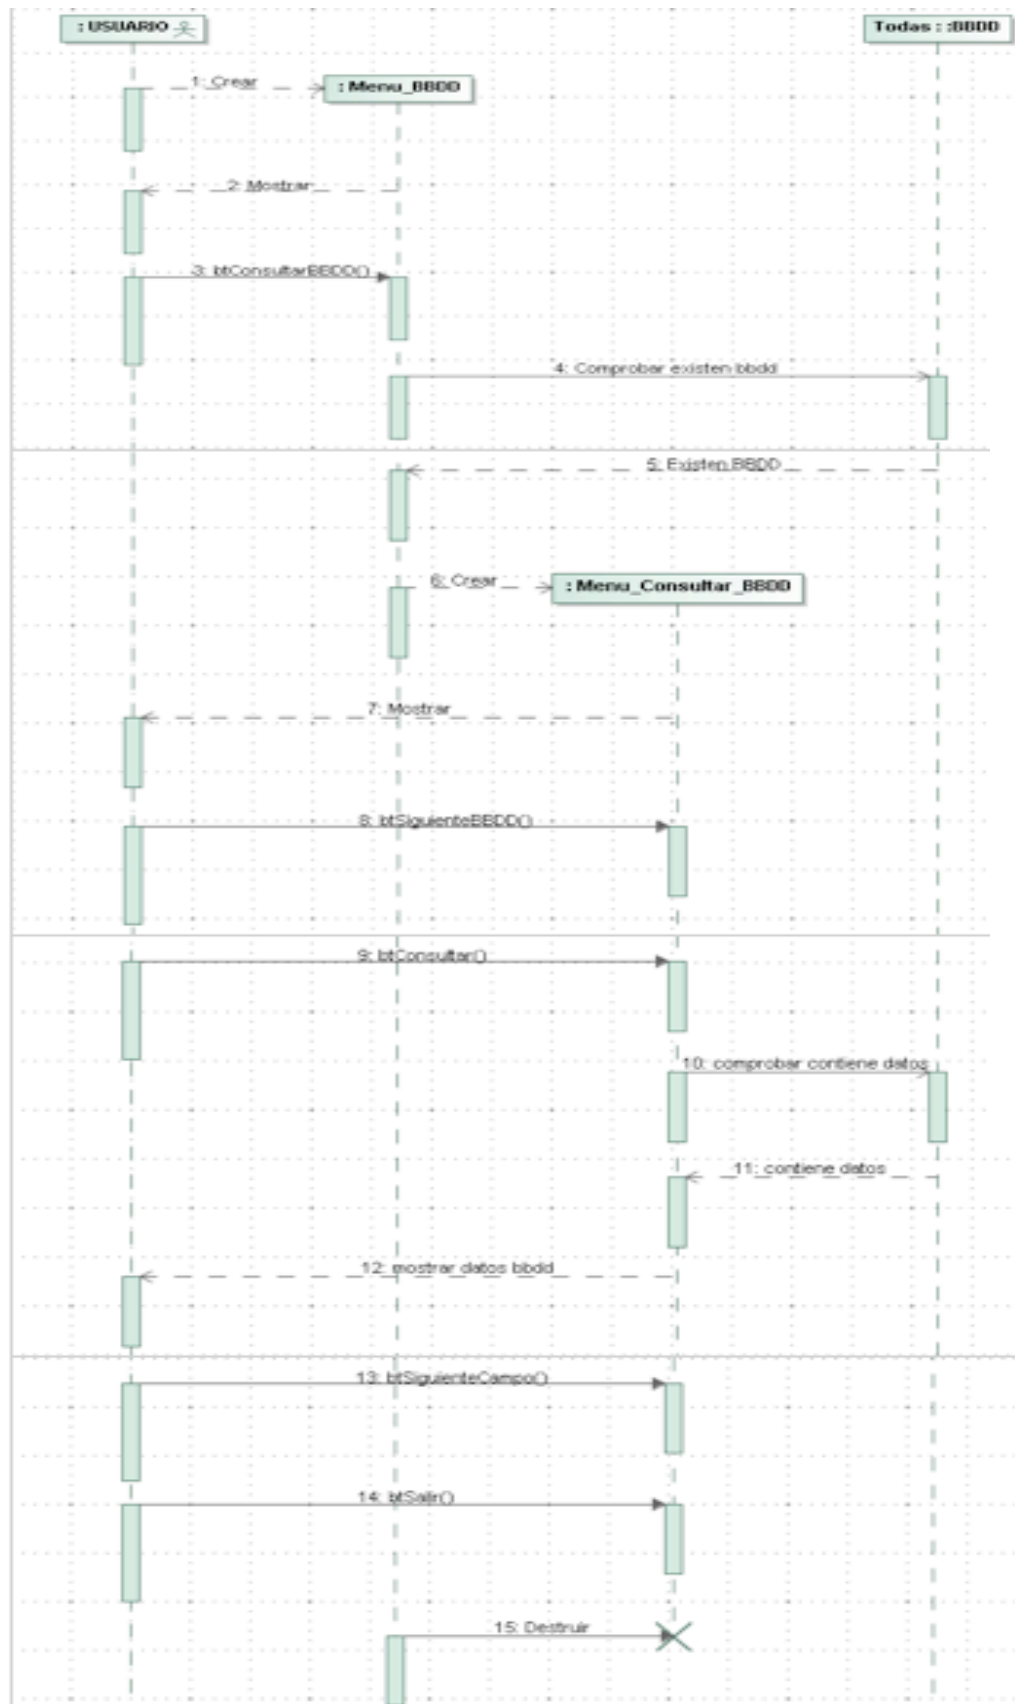 : USUARIO
Todas : :BBDD
1: Crear
: Menu_BBDD
2: Mostrar
3: btConsultarBBDD()
4: Comprobar existen bbdd
5: Existen BBDD
6: Crear
: Menu_Consultar_BBDD
7: Mostrar
8: btSiguienteBBDD()
9: btConsultar()
10: comprobar contiene datos
11: contiene datos
12: mostrar datos bbdd
13: btSiguienteCampo()
14: btSalir()
15: Destruir